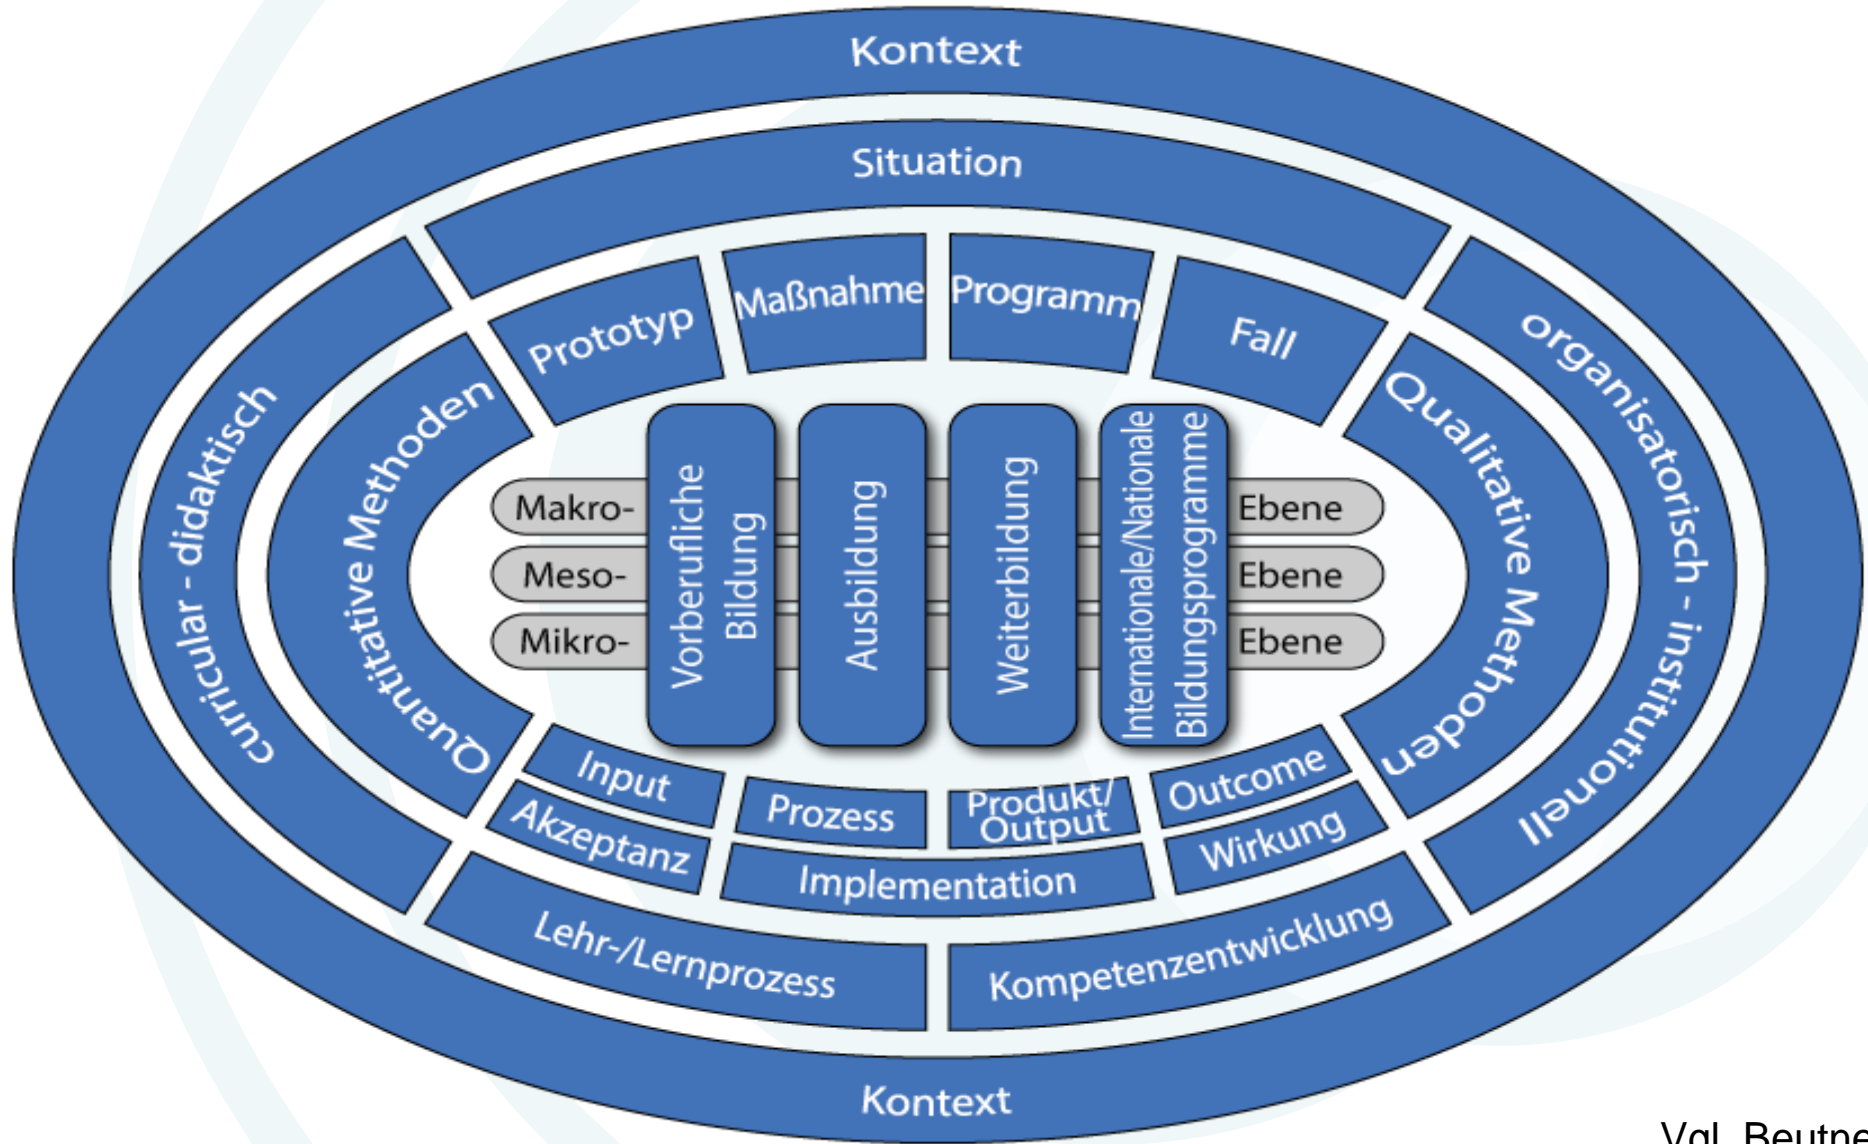 Kontext
Situation
Prototyp
Maßnahme
Programm
Fall
curricular - didaktisch
Quantitative Methoden
Qualitative Methoden
organisatorisch - institutionell
Vorberufliche
Bildung
Ausbildung
Weiterbildung
Internationale/Nationale
Bildungsprogramme
Makro- Ebene
Meso- Ebene
Mikro- Ebene
Input
Prozess
Produkt/
Output
Outcome
Akzeptanz
Implementation
Wirkung
Lehr-/Lernprozess
Kompetenzentwicklung
Kontext
Vgl.